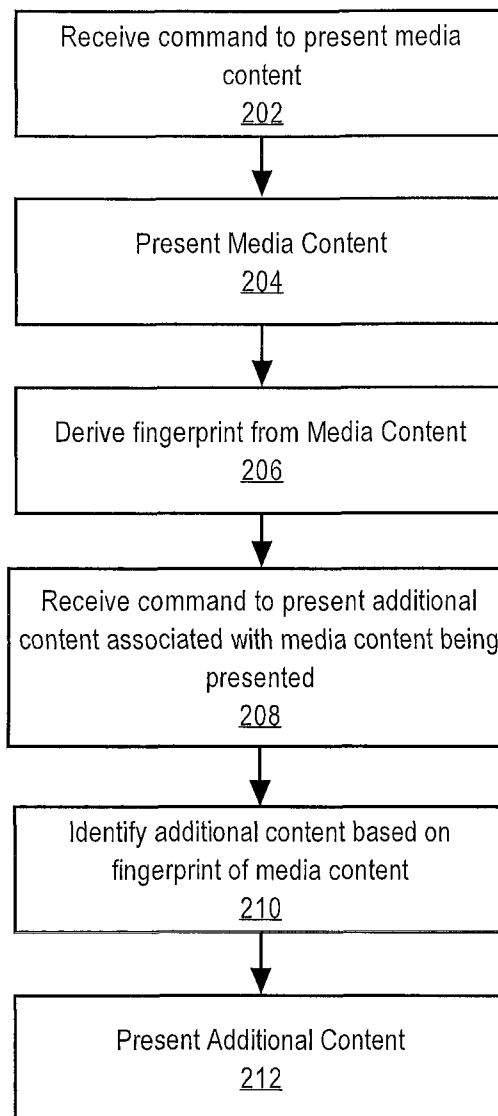 Receive command to present media
content
202
Present Media Content
204
Derive fingerprint from Media Content
206
Receive command to present additional
content associated with media content being
presented
208
Identify additional content based on
fingerprint of media content
210
Present Additional Content
212